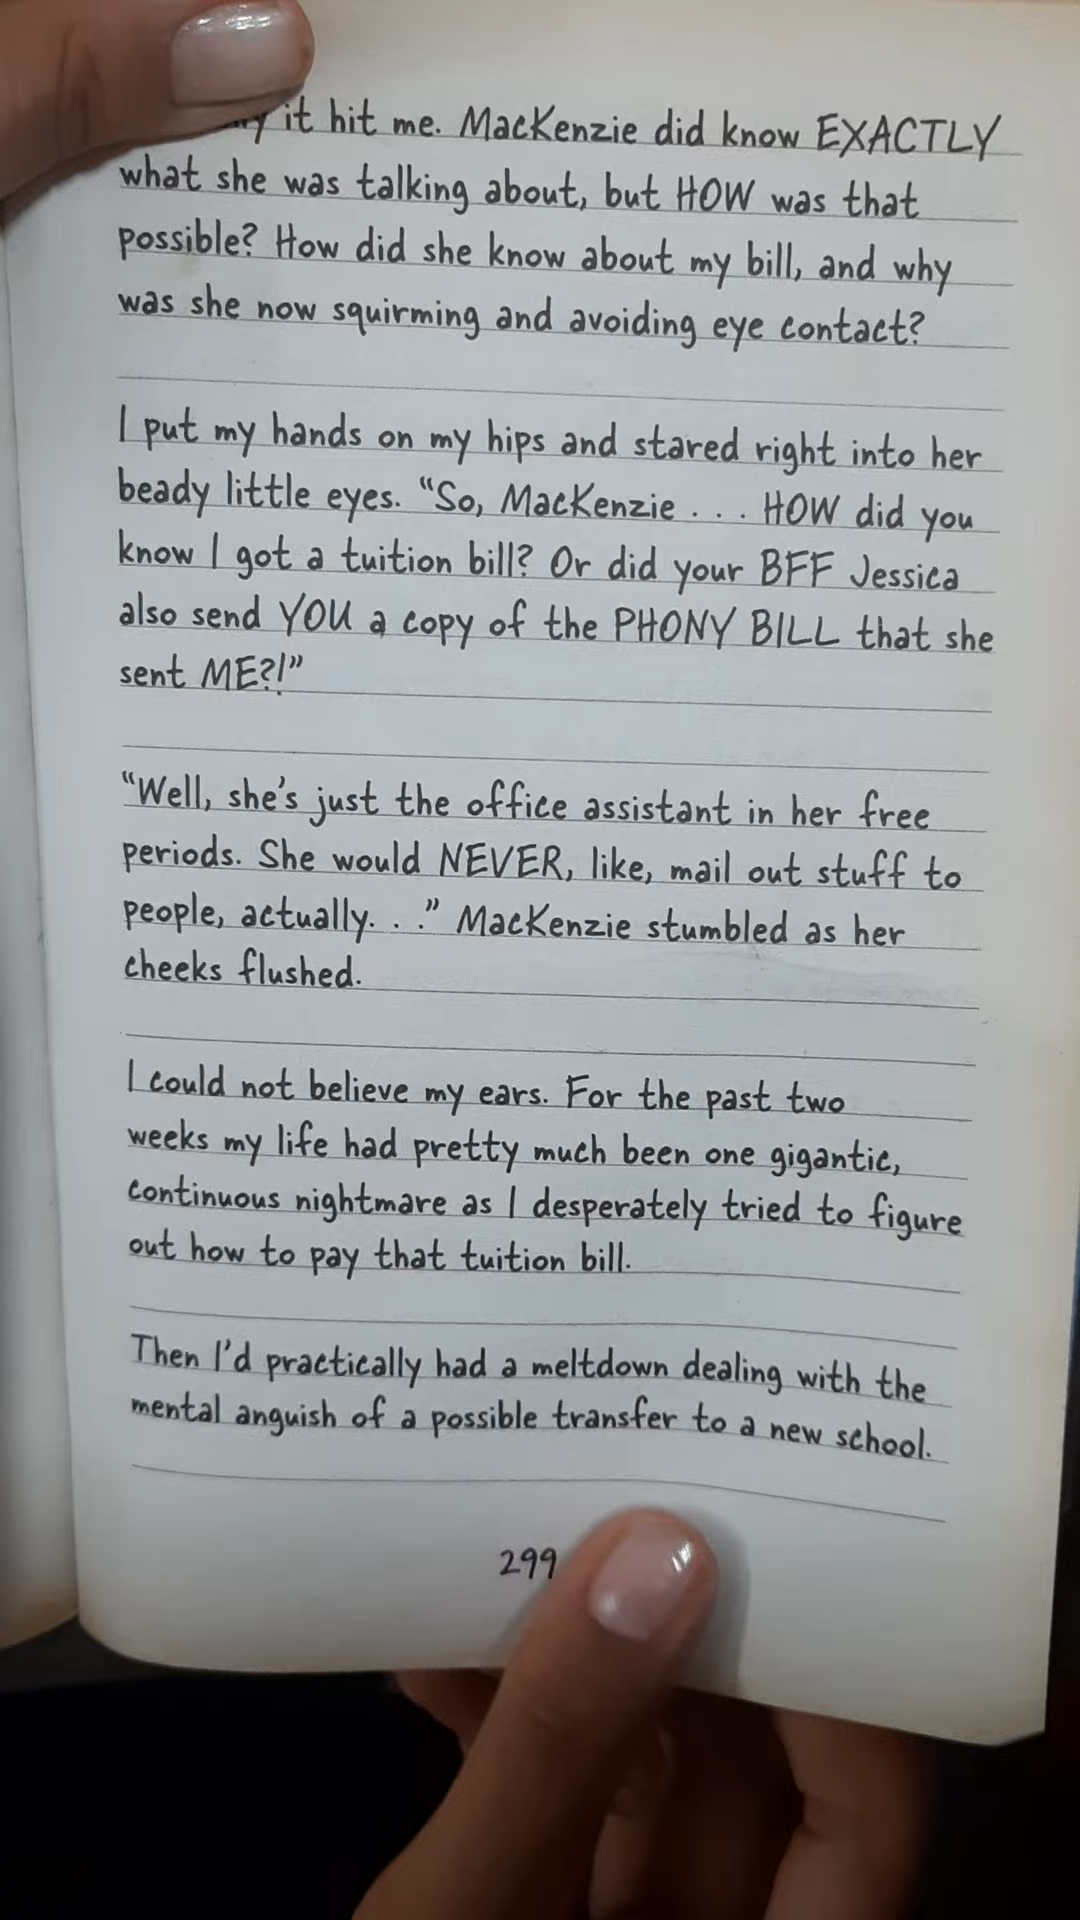 it hit me. MacKenzie did know EXACTLY
what she was talking about, but HOW was that
possible? How did she know about my bill, and why
was she now squirming and avoiding eye contact?
I put my hands on my hips and stared right into her
beady little eyes. “So, MacKenzie . . . HOW did you
know I got a tuition bill? Or did your BFF Jessica
also send YOU a copy of the PHONY BILL that she
sent ME?!”
“Well, she’s just the office assistant in her free
periods. She would NEVER, like, mail out stuff to
people, actually. . .” MacKenzie stumbled as her
cheeks flushed.
I could not believe my ears. For the past two
weeks my life had pretty much been one gigantic,
continuous nightmare as I desperately tried to figure
out how to pay that tuition bill.
Then I’d practically had a meltdown dealing with the
mental anguish of a possible transfer to a new school.
299